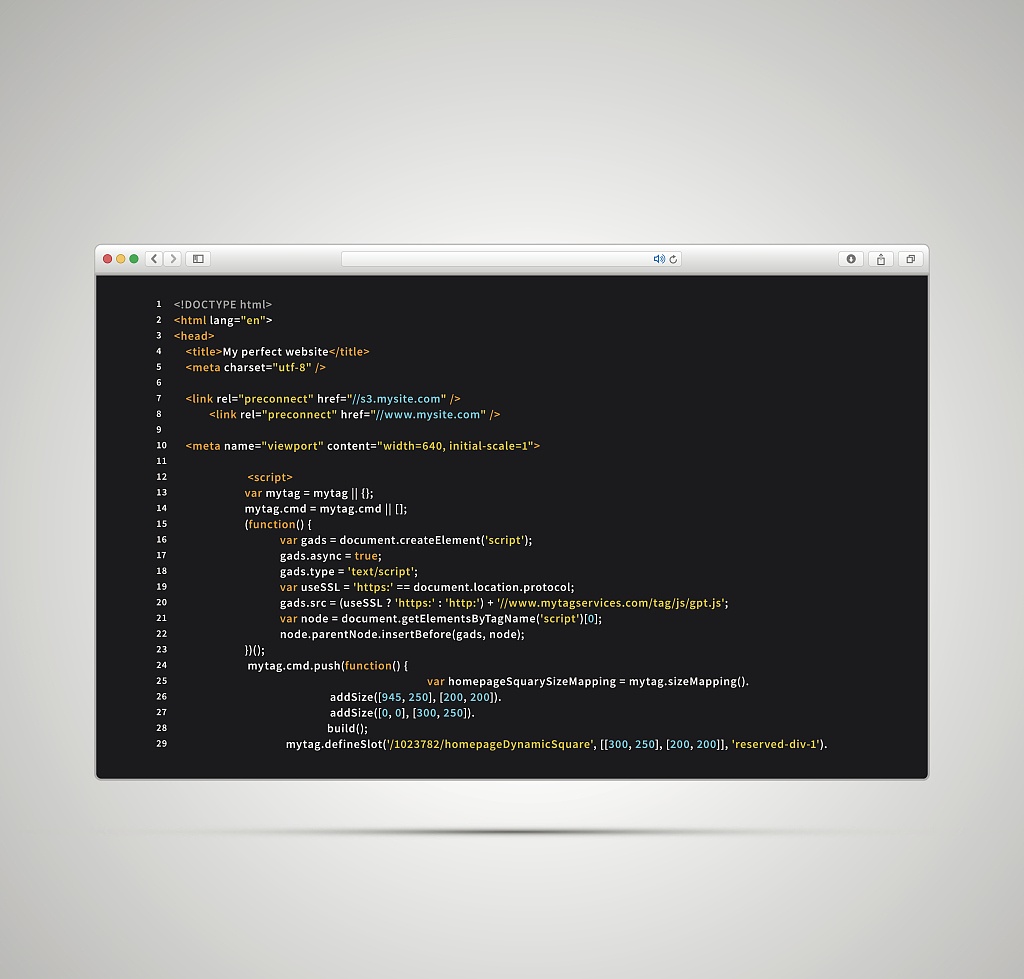 1 <!DOCTYPE html>
2 <html lang="en">
3 <head>
4 <title>My perfect website</title>
5 <meta charset="utf-8" />
6
7 <link rel="preconnect" href="//s3.mysite.com" />
8 <link rel="preconnect" href="//www.mysite.com" />
9
10 <meta name="viewport" content="width=640, initial-scale=1">
11
12 <script>
13 var mytag = mytag || {};
14 mytag.cmd = mytag.cmd || [];
15 (function() {
16 var gads = document.createElement('script');
17 gads.async = true;
18 gads.type = 'text/script';
19 var useSSL = 'https:' == document.location.protocol;
20 gads.src = (useSSL ? 'https:' : 'http:') + '//www.mytagservices.com/tag/js/gpt.js';
21 var node = document.getElementsByTagName('script')[0];
22 node.parentNode.insertBefore(gads, node);
23 })();
24 mytag.cmd.push(function() {
25 var homepageSquarySizeMapping = mytag.sizeMapping().
26 addSize([945, 250], [200, 200]).
27 addSize([0, 0], [300, 250]).
28 build();
29 mytag.defineSlot('/1023782/homepageDynamicSquare', [[300, 250], [200, 200]], 'reserved-div-1').